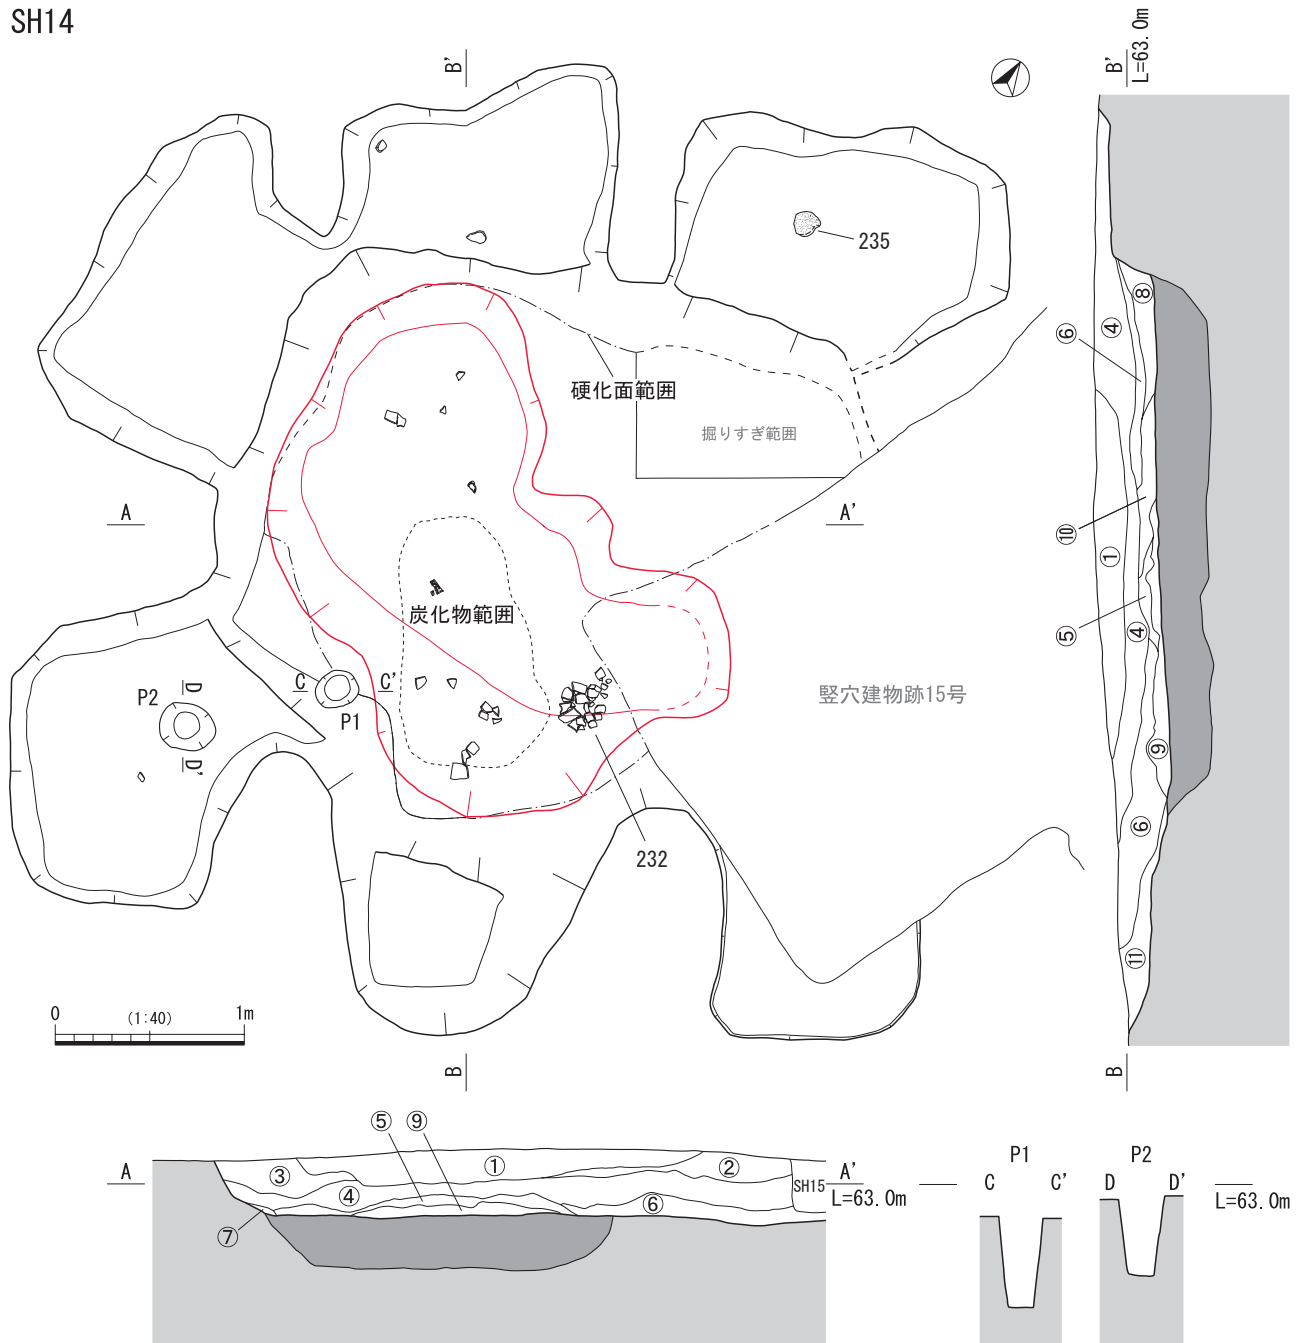 SH14
B'
B'
L=63.0m
235
硬化面範囲
掘りすぎ範囲
⑧
④
⑥
A
A'
⑩
①
⑤
④
炭化物範囲
竪穴建物跡15号
C
C'
P1
P2
D
D'
⑨
⑥
232
⑪
0
(1:40)
1m
B
B
⑤
⑨
A
③
①
②
④
⑥
⑦
SH15
A'
L=63.0m
P1
C
C'
P2
D
D'
L=63.0m